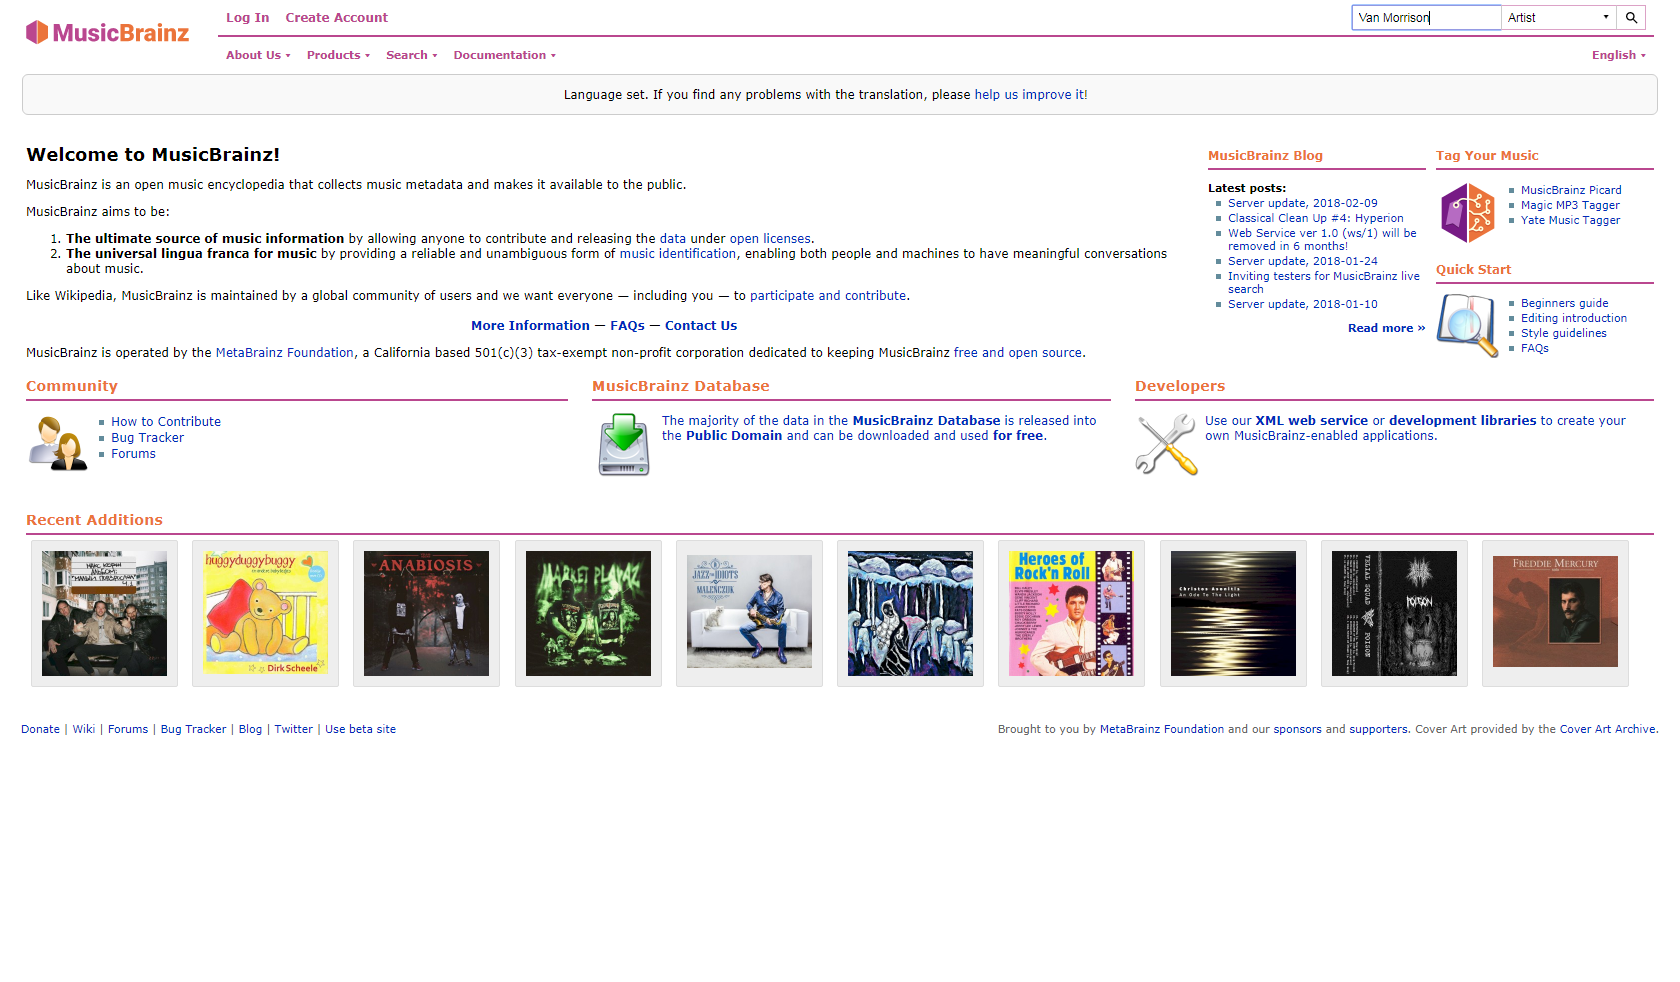 MusicBrainz
Log In Create Account
Van Morrison Artist
About Us Products Search Documentation English
Language set. If you find any problems with the translation, please help us improve it!
Welcome to MusicBrainz!
MusicBrainz is an open music encyclopedia that collects music metadata and makes it available to the public.
MusicBrainz aims to be:
1. The ultimate source of music information by allowing anyone to contribute and releasing the data under open licenses.
2. The universal lingua franca for music by providing a reliable and unambiguous form of music identification, enabling both people and machines to have meaningful conversations
about music.
Like Wikipedia, MusicBrainz is maintained by a global community of users and we want everyone — including you — to participate and contribute.
More Information — FAQs — Contact Us
MusicBrainz is operated by the MetaBrainz Foundation, a California based 501(c)(3) tax-exempt non-profit corporation dedicated to keeping MusicBrainz free and open source.
MusicBrainz Blog
Latest posts:
Server update, 2018-02-09
Classical Clean Up #4: Hyperion
Web Service ver 1.0 (ws/1) will be
removed in 6 months!
Server update, 2018-01-24
Inviting testers for MusicBrainz live
search
Server update, 2018-01-10
Read more »
Tag Your Music
MusicBrainz Picard
Magic MP3 Tagger
Yate Music Tagger
Quick Start
Beginners guide
Editing introduction
Style guidelines
FAQs
Community
How to Contribute
Bug Tracker
Forums
MusicBrainz Database
The majority of the data in the MusicBrainz Database is released into
the Public Domain and can be downloaded and used for free.
Developers
Use our XML web service or development libraries to create your
own MusicBrainz-enabled applications.
Recent Additions
huggyduggybuggy
Dirk Scheele
ANABIOSIS
MARKET PLAYAZ
JAZZ for IDIOTS
MALEŃCZUK
Heroes of
Rock'n Roll
Christos Anestis
An Ode To The Light
POISON
FREDDIE MERCURY
Donate | Wiki | Forums | Bug Tracker | Blog | Twitter | Use beta site
Brought to you by MetaBrainz Foundation and our sponsors and supporters. Cover Art provided by the Cover Art Archive.